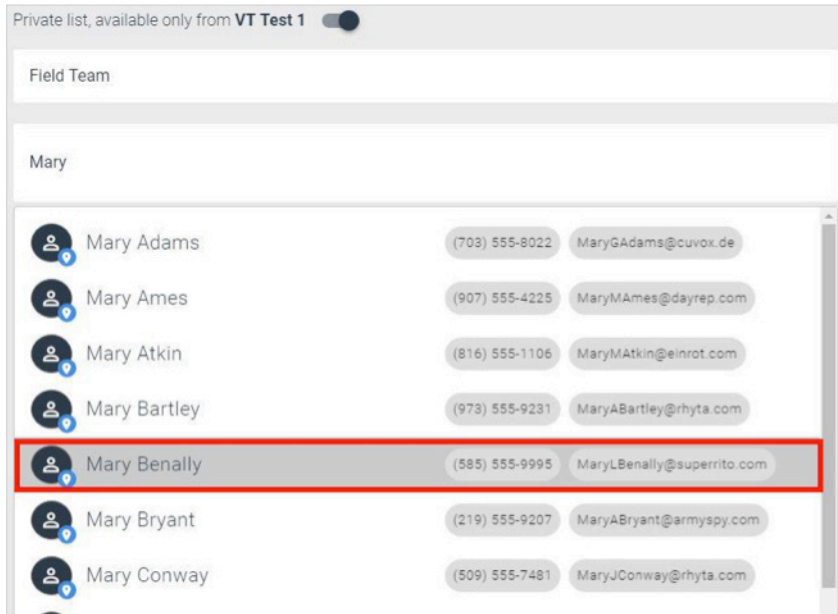 Private list, available only from VT Test 1
Field Team
Mary
Mary Adams (703) 555-8022 MaryGAdams@cuvox.de
Mary Ames (907) 555-4225 MaryMAmes@dayrep.com
Mary Atkin (816) 555-1106 MaryMAtkin@einrot.com
Mary Bartley (973) 555-9231 MaryABartley@rhyta.com
Mary Benally (585) 555-9995 MaryLBenally@superrito.com
Mary Bryant (219) 555-9207 MaryABryant@armyspy.com
Mary Conway (509) 555-7481 MaryJConway@rhyta.com